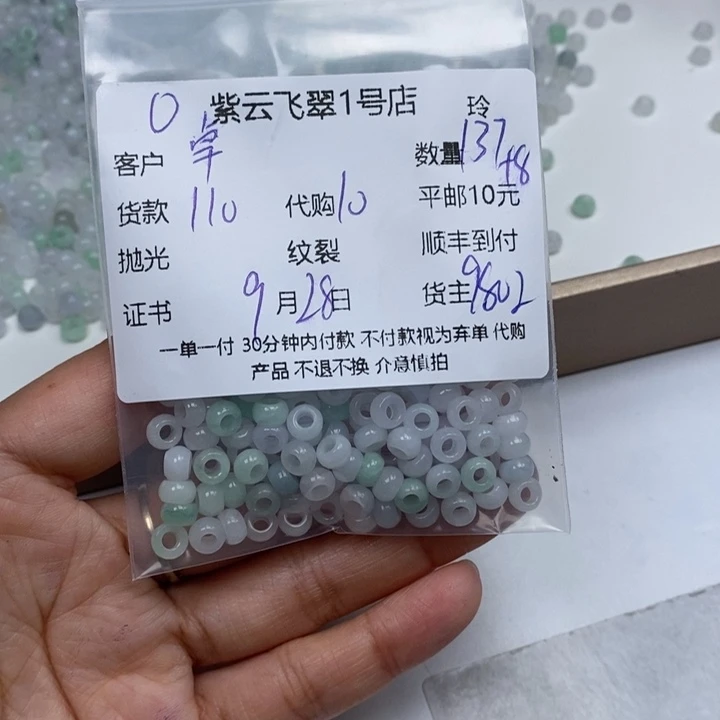 O 紫云飞翠1号店 玲
客户 卓 数量 137+8
货款 110 代购 10 平邮10元
抛光 纹裂 顺丰到付
证书 9月28日 货主 9802
一单一付 30分钟内付款 不付款视为弃单 代购
产品 不退不换 介意慎拍